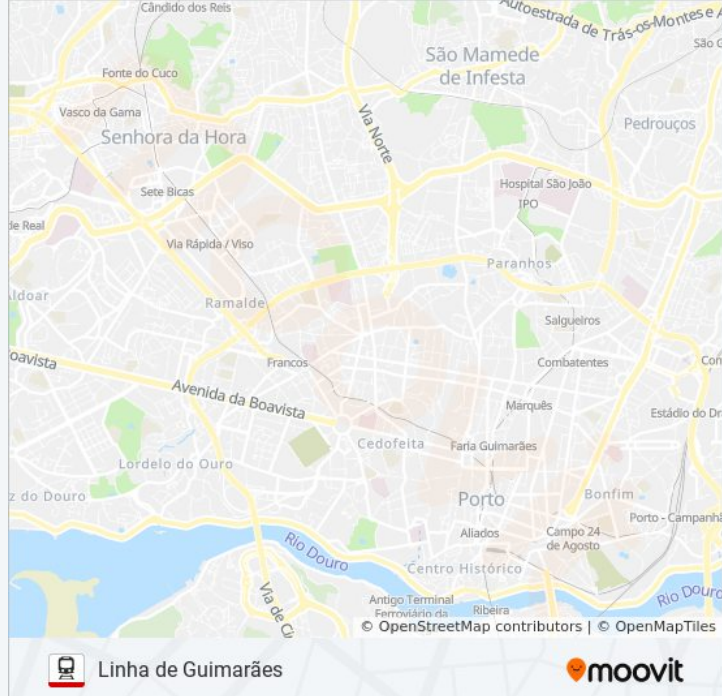 Cândido dos Reis
Autoestrada de Trás-os-Montes e A
São Mamede
de Infesta
São G
Fonte do Cuco
Vasco da Gama
Via Norte
Pedrouços
Senhora da Hora
Sete Bicas
Hospital São João
IPO
de Real
Via Rápida / Viso
Paranhos
Aldoar
Ramalde
Salgueiros
Boavista
Francos
Combatentes
Con
Avenida da Boavista
Marquês
Estádio do Dr
Cedofeita
Faria Guimarães
Lordelo do Ouro
z do Douro
Porto
Bonfim
Porto - Campanhã
Aliados
Campo 24
de Agosto
Rio Douro
Centro Histórico
Via de Cin
Rio Douro
Antigo Terminal
Ferroviário da
Ribeira
© OpenStreetMap contributors | © OpenMapTiles
Linha de Guimarães
moovit